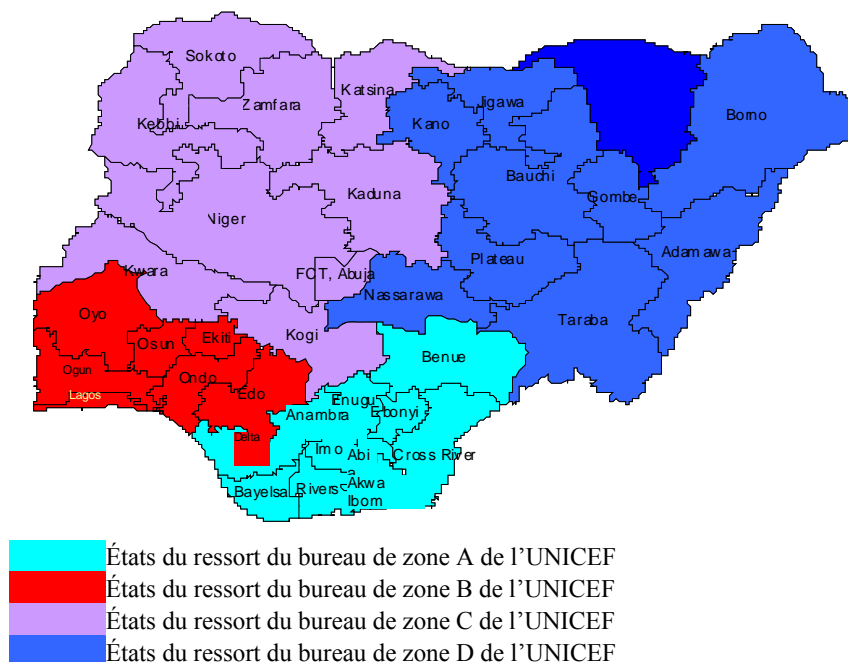 Sokoto
Katsina
Zamfara
Jigawa
Kebbi
Kano
Borno
Bauchi
Kaduna
Gombe
Niger
Adamawa
Plateau
Kwara
FCT, Abuja
Nassarawa
Oyo
Taraba
Kogi
Ekiti
Osun
Benue
Ogun
Ondo
Lagos
Edo
Enugu
Anambra
Ebonyi
Delta
Imo
Abi
Cross River
Bayelsa
Rivers
Akwa
Ibom
États du ressort du bureau de zone A de l’UNICEF
États du ressort du bureau de zone B de l’UNICEF
États du ressort du bureau de zone C de l’UNICEF
États du ressort du bureau de zone D de l’UNICEF